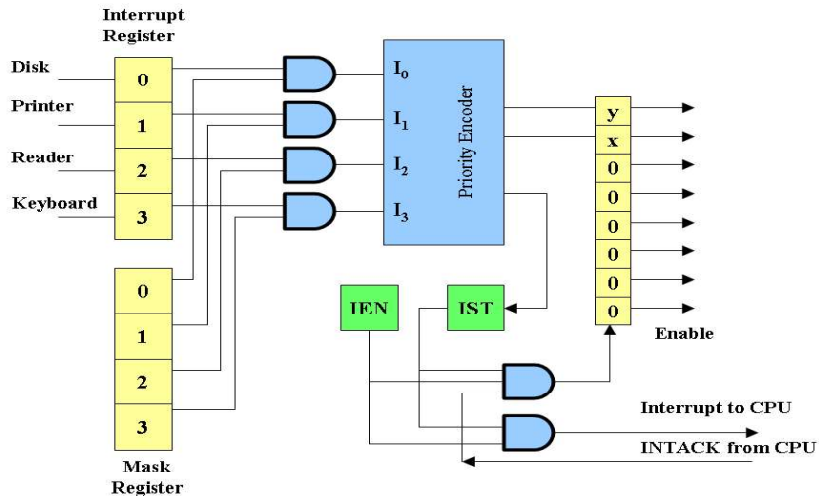 Interrupt
Register
Disk
Printer
Reader
Keyboard
0
1
2
3
I0
I1
I2
I3
Priority Encoder
y
x
0
0
0
0
0
0
Enable
0
1
2
3
Mask
Register
IEN
IST
Interrupt to CPU
INTACK from CPU